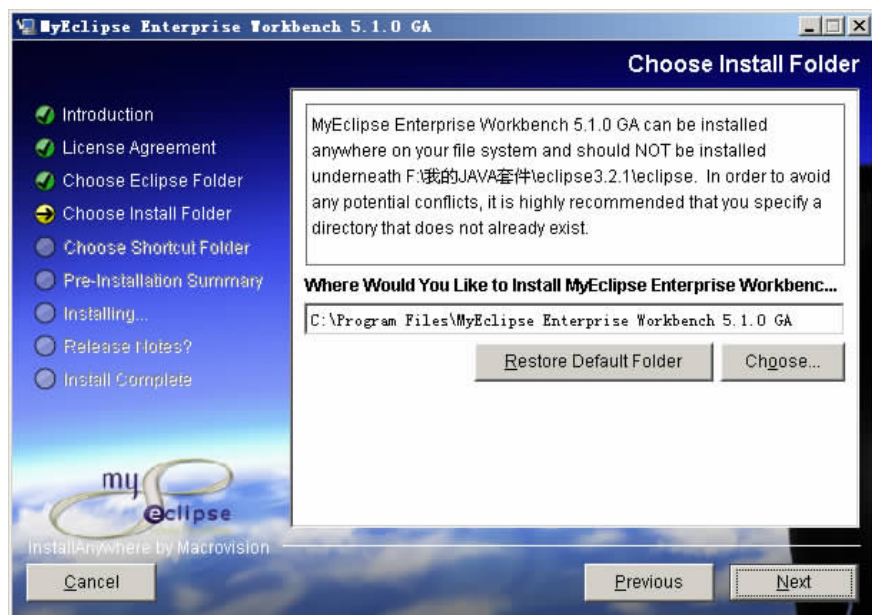 MyEclipse Enterprise Workbench 5.1.0 GA
Choose Install Folder
Introduction
License Agreement
Choose Eclipse Folder
Choose Install Folder
Choose Shortcut Folder
Pre-Installation Summary
Installing...
Release Notes?
Install Complete
MyEclipse Enterprise Workbench 5.1.0 GA can be installed
anywhere on your file system and should NOT be installed
underneath F:\我的JAVA套件\eclipse3.2.1\eclipse. In order to avoid
any potential conflicts, it is highly recommended that you specify a
directory that does not already exist.
Where Would You Like to Install MyEclipse Enterprise Workbenc...
C:\Program Files\MyEclipse Enterprise Workbench 5.1.0 GA
Restore Default Folder
Choose...
my
eclipse
InstallAnywhere by Macrovision
Cancel
Previous
Next